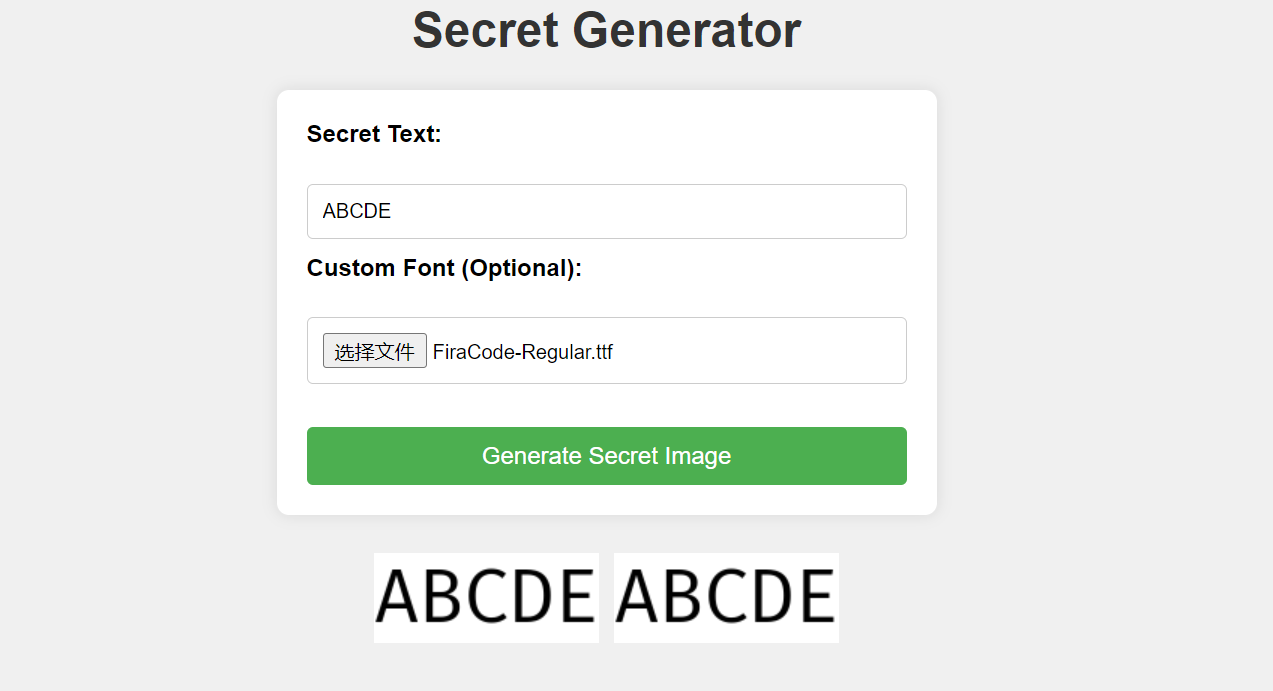 Secret Generator
Secret Text:
ABCDE
Custom Font (Optional):
选择文件 FiraCode-Regular.ttf
Generate Secret Image
ABCDE ABCDE